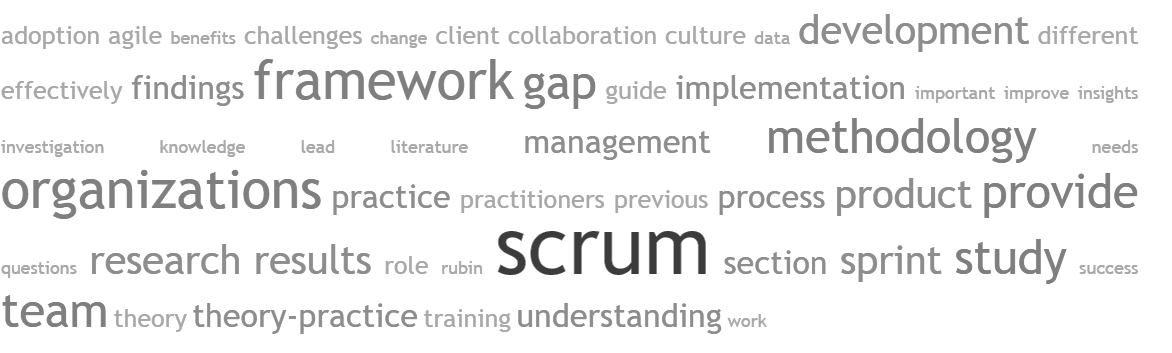 adoption agile benefits challenges change client collaboration culture data development different
effectively findings framework gap guide implementation important improve insights
investigation knowledge lead literature management methodology needs
organizations practice practitioners previous process product provide
questions research results role rubin scrum section sprint study success
team theory theory-practice training understanding work